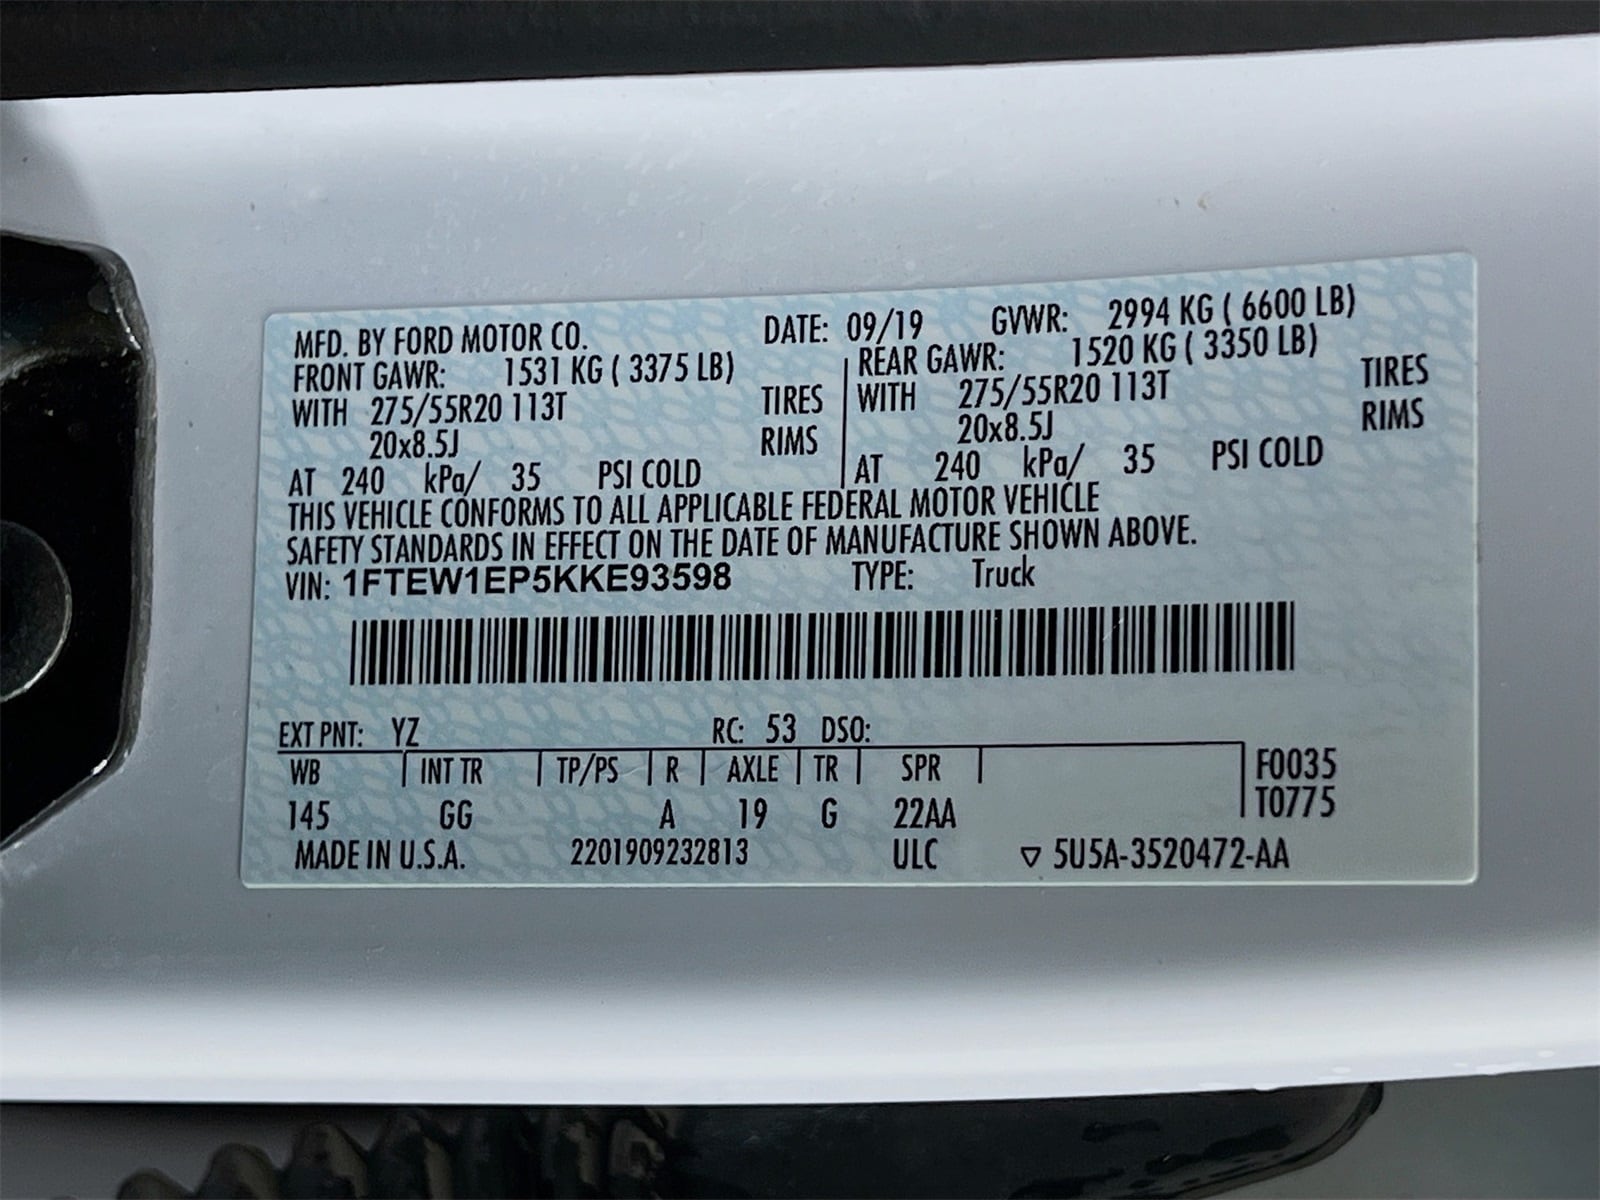 MFD. BY FORD MOTOR CO. DATE: 09/19 GVWR: 2994 KG ( 6600 LB)
FRONT GAWR: 1531 KG ( 3375 LB) REAR GAWR: 1520 KG ( 3350 LB)
WITH 275/55R20 113T TIRES WITH 275/55R20 113T TIRES
20x8.5J RIMS 20x8.5J RIMS
AT 240 kPa/ 35 PSI COLD AT 240 kPa/ 35 PSI COLD
THIS VEHICLE CONFORMS TO ALL APPLICABLE FEDERAL MOTOR VEHICLE
SAFETY STANDARDS IN EFFECT ON THE DATE OF MANUFACTURE SHOWN ABOVE.
VIN: 1FTEW1EP5KKE93598 TYPE: Truck
EXT PNT: YZ RC: 53 DSO:
WB INT TR TP/PS R AXLE TR SPR F0035
145 GG A 19 G 22AA T0775
MADE IN U.S.A. 2201909232813 ULC ▽ 5U5A-3520472-AA